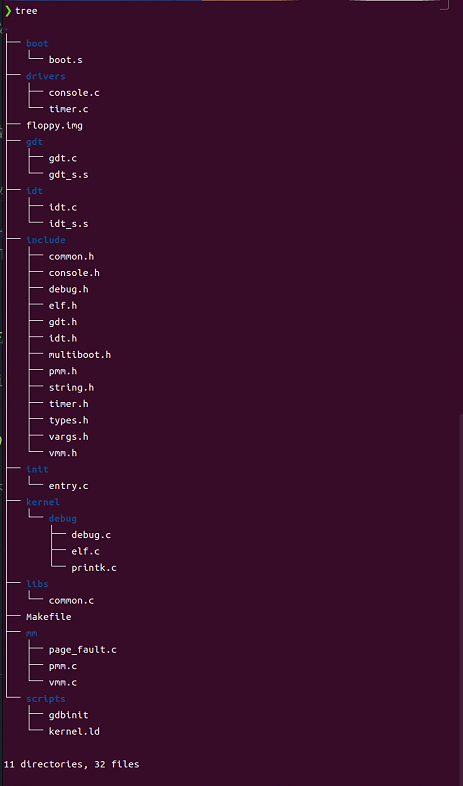 ❯ tree
.
├── boot
│   └── boot.s
├── drivers
│   ├── console.c
│   └── timer.c
├── floppy.img
├── gdt
│   ├── gdt.c
│   └── gdt_s.s
├── idt
│   ├── idt.c
│   └── idt_s.s
├── include
│   ├── common.h
│   ├── console.h
│   ├── debug.h
│   ├── elf.h
│   ├── gdt.h
│   ├── idt.h
│   ├── multiboot.h
│   ├── pmm.h
│   ├── string.h
│   ├── timer.h
│   ├── types.h
│   ├── vargs.h
│   └── vmm.h
├── init
│   └── entry.c
├── kernel
│   └── debug
│       ├── debug.c
│       ├── elf.c
│       └── printk.c
├── libs
│   └── common.c
├── Makefile
├── mm
│   ├── page_fault.c
│   ├── pmm.c
│   └── vmm.c
└── scripts
    ├── gdbinit
    └── kernel.ld
11 directories, 32 files